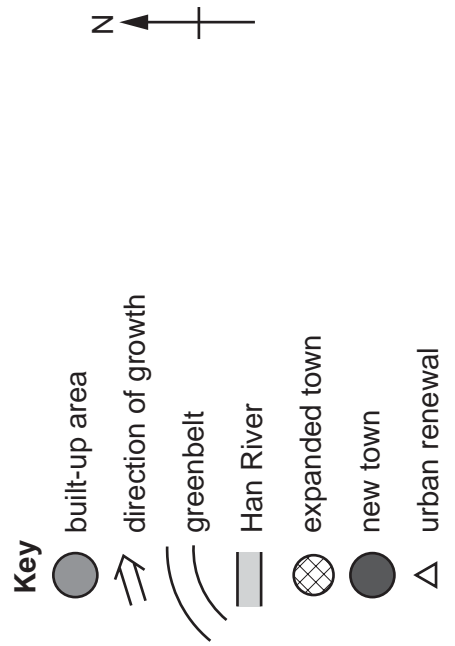 Key
built-up area
direction of growth
greenbelt
Han River
expanded town
new town
urban renewal
N